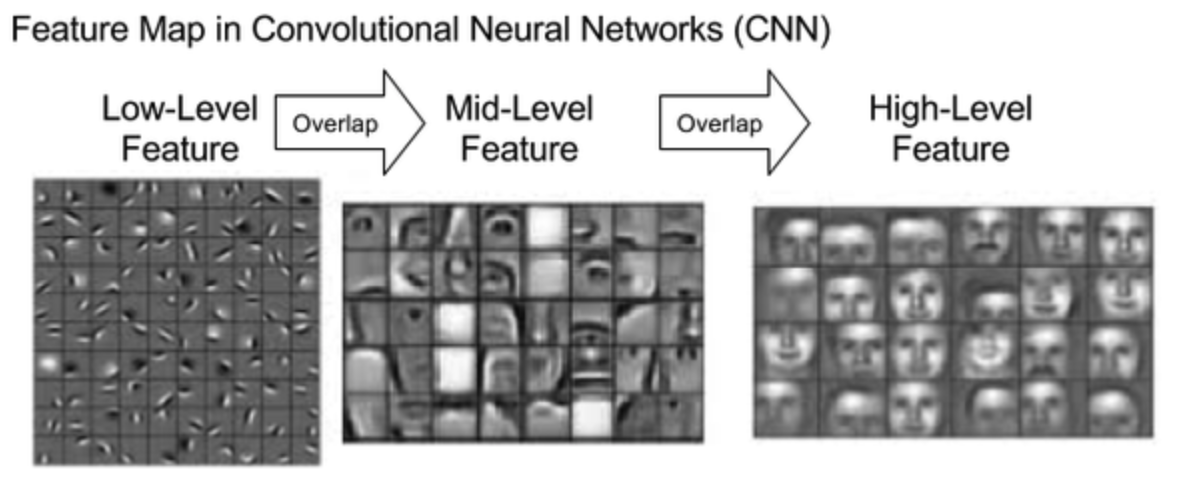 Feature Map in Convolutional Neural Networks (CNN)
Low-Level
Feature
Overlap
Mid-Level
Feature
Overlap
High-Level
Feature